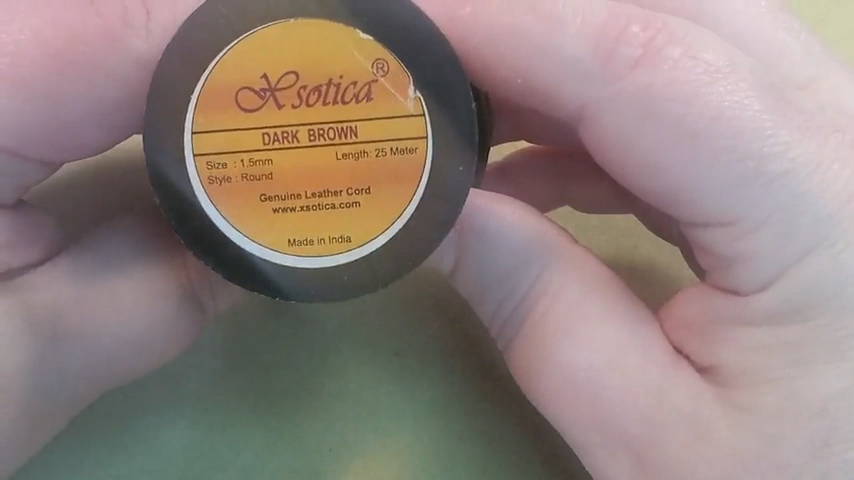 Xsotica®
DARK BROWN
Size : 1.5mm Length: 25 Meter
Style : Round
Genuine Leather Cord
www.xsotica.com
Made in India